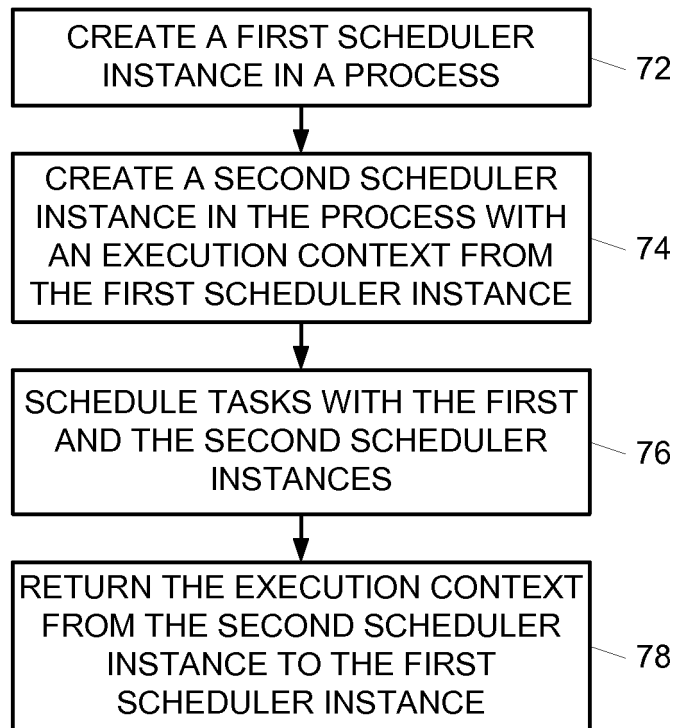 CREATE A FIRST SCHEDULER
INSTANCE IN A PROCESS
72
CREATE A SECOND SCHEDULER
INSTANCE IN THE PROCESS WITH
AN EXECUTION CONTEXT FROM
THE FIRST SCHEDULER INSTANCE
74
SCHEDULE TASKS WITH THE FIRST
AND THE SECOND SCHEDULER
INSTANCES
76
RETURN THE EXECUTION CONTEXT
FROM THE SECOND SCHEDULER
INSTANCE TO THE FIRST
SCHEDULER INSTANCE
78